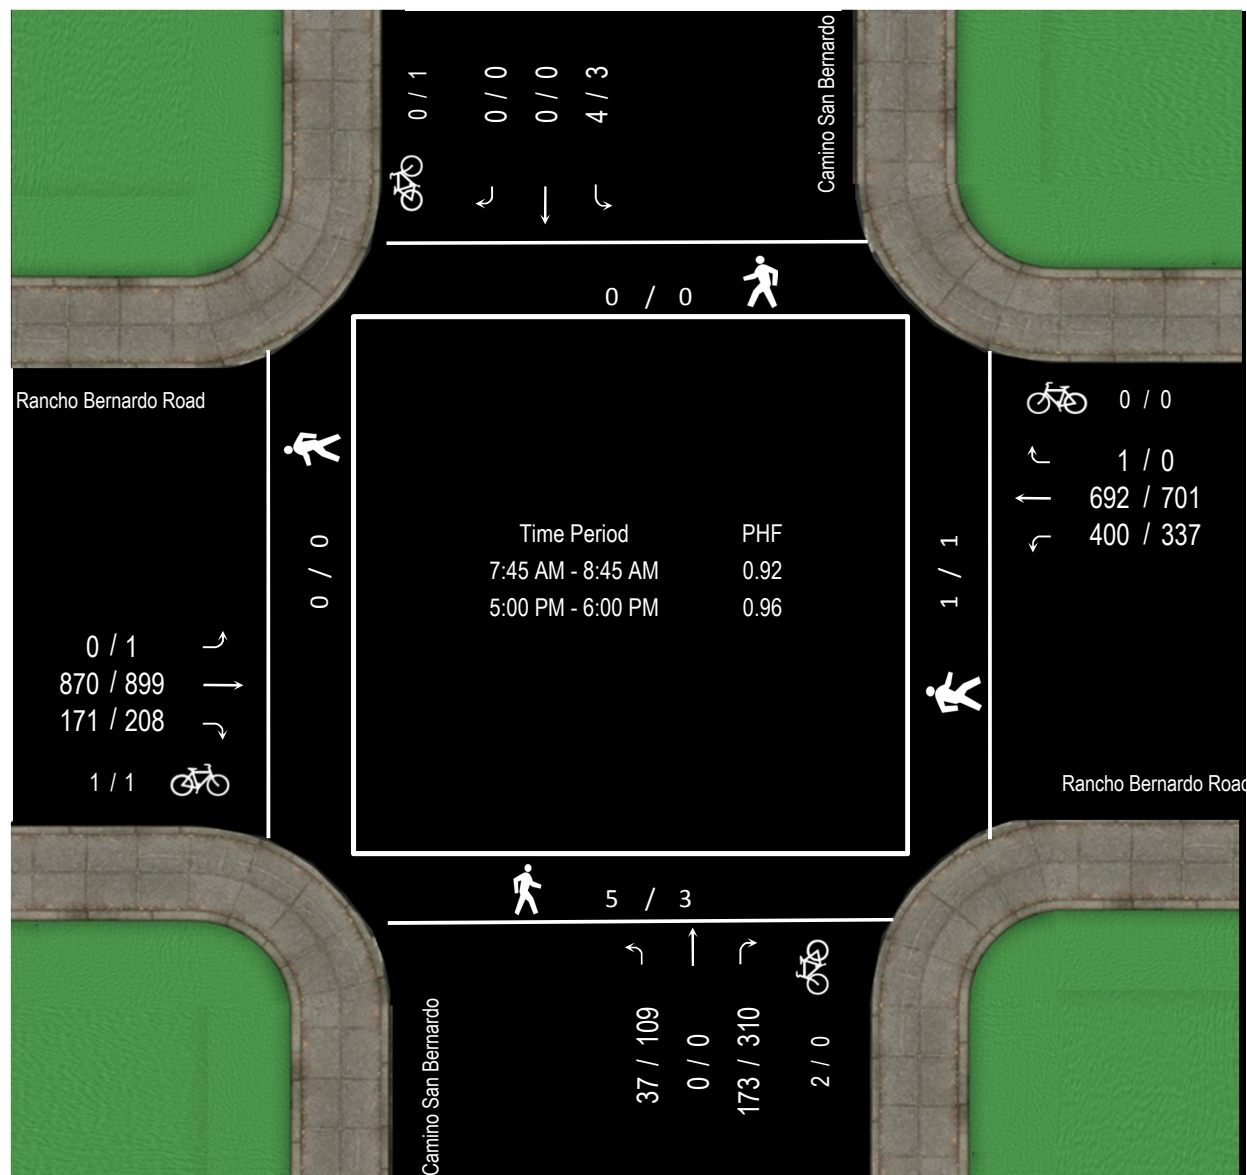 Camino San Bernardo
0 / 1
0 / 0
0 / 0
4 / 3
0 / 0
Rancho Bernardo Road
0 / 0
1 / 0
692 / 701
400 / 337
0 / 0
Time Period PHF
7:45 AM - 8:45 AM 0.92
5:00 PM - 6:00 PM 0.96
1 / 1
0 / 1
870 / 899
171 / 208
1 / 1
Rancho Bernardo Road
5 / 3
Camino San Bernardo
37 / 109
0 / 0
173 / 310
2 / 0